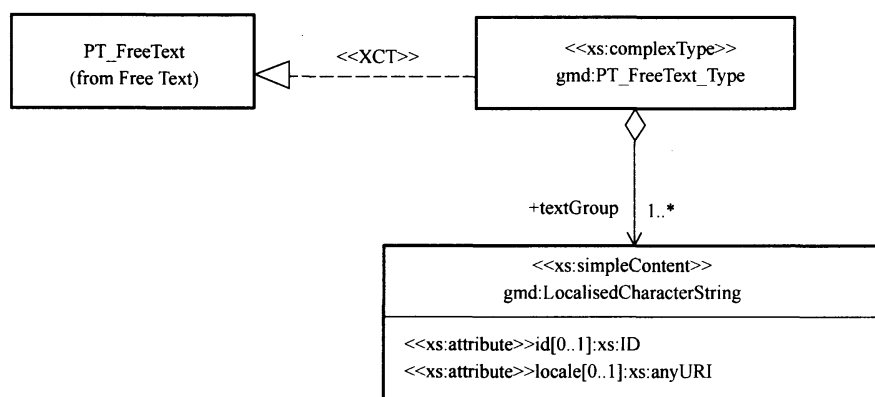 PT_FreeText
(from Free Text)
<<XCT>>
<<xs:complexType>>
gmd:PT_FreeText_Type
+textGroup
1..*
<<xs:simpleContent>>
gmd:LocalisedCharacterString
<<xs:attribute>>id[0..1]:xs:ID
<<xs:attribute>>locale[0..1]:xs:anyURI